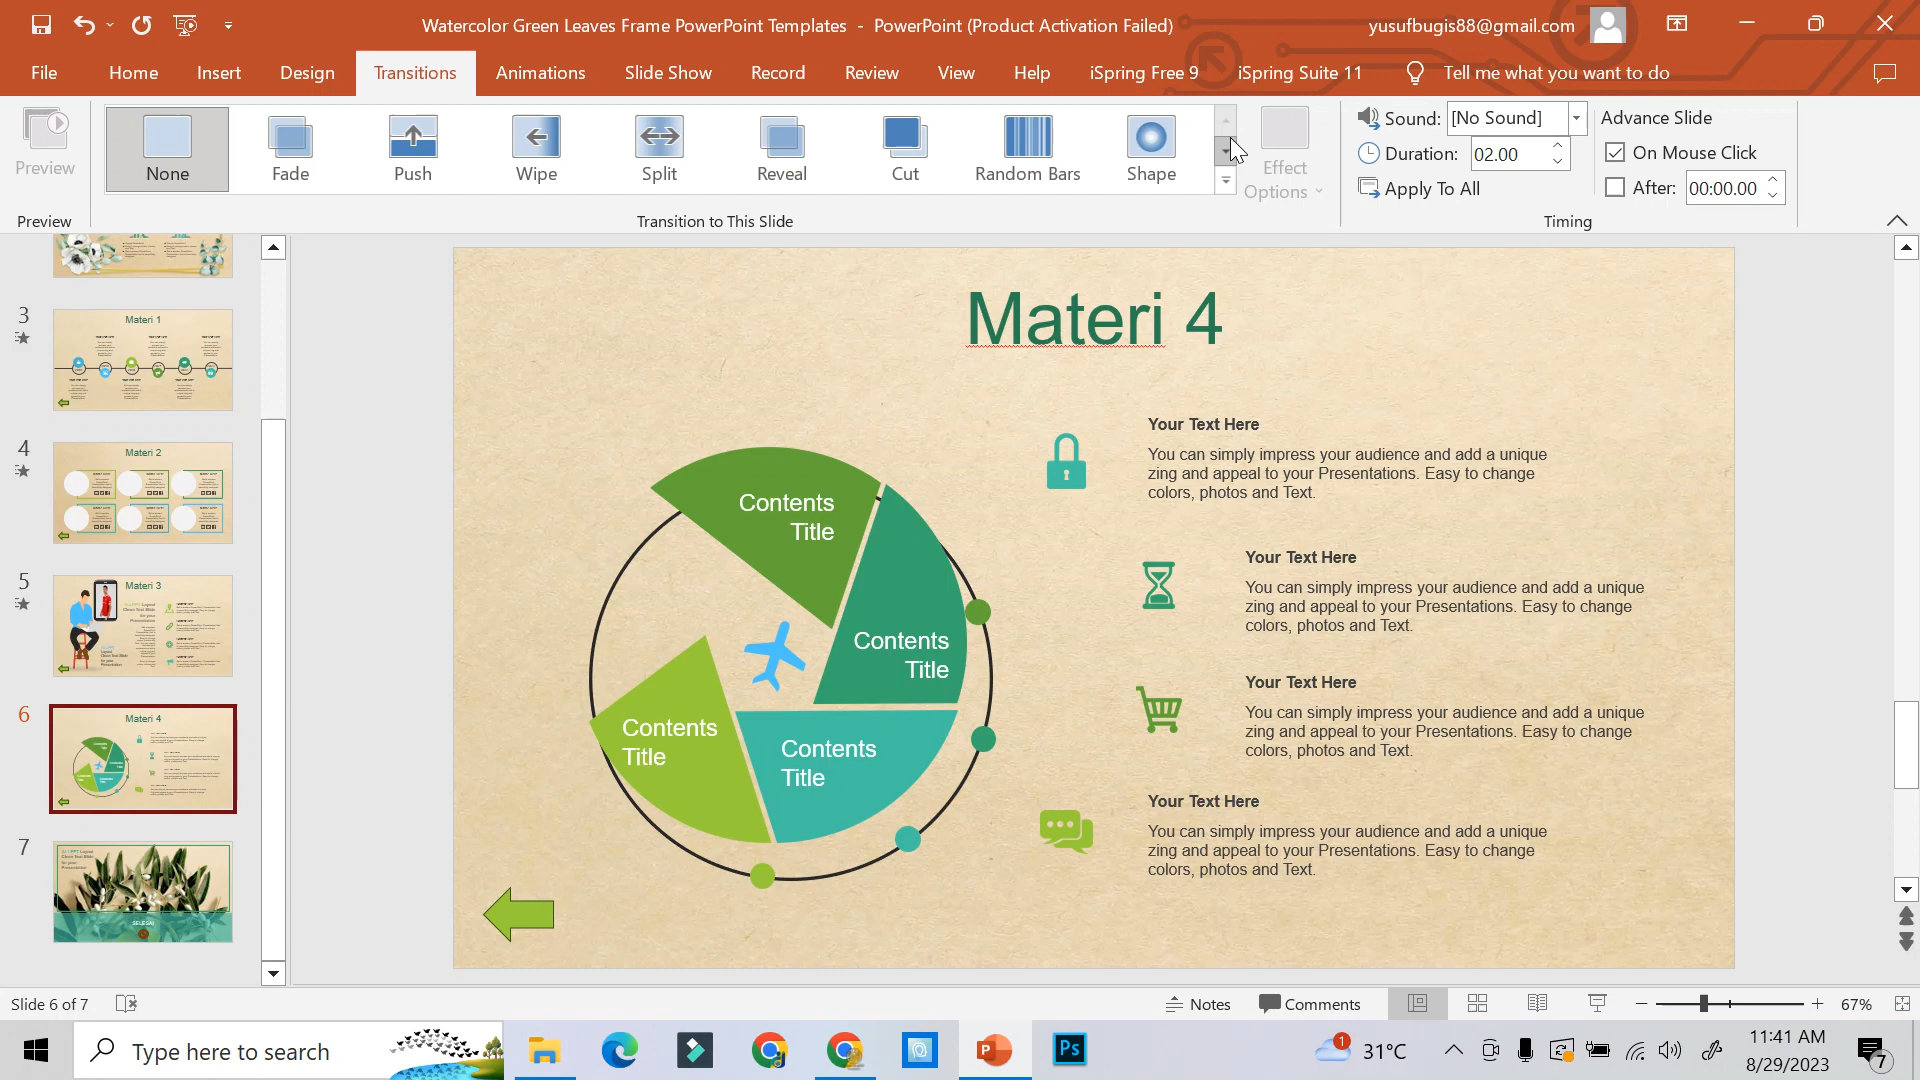 Watercolor Green Leaves Frame PowerPoint Templates - PowerPoint (Product Activation Failed)
yusufbugis88@gmail.com
File Home Insert Design Transitions Animations Slide Show Record Review View Help iSpring Free 9 iSpring Suite 11 Tell me what you want to do
Preview
None Fade Push Wipe Split Reveal Cut Random Bars Shape
Effect
Options
Sound: [No Sound]
Duration: 02.00
Apply To All
Advance Slide
On Mouse Click
After: 00:00.00
Preview
Transition to This Slide
Timing
3
Materi 1
4
Materi 2
5
Materi 3
6
Materi 4
7
SELESAI
Materi 4
Contents
Title
Contents
Title
Contents
Title
Contents
Title
Your Text Here
You can simply impress your audience and add a unique
zing and appeal to your Presentations. Easy to change
colors, photos and Text.
Your Text Here
You can simply impress your audience and add a unique
zing and appeal to your Presentations. Easy to change
colors, photos and Text.
Your Text Here
You can simply impress your audience and add a unique
zing and appeal to your Presentations. Easy to change
colors, photos and Text.
Your Text Here
You can simply impress your audience and add a unique
zing and appeal to your Presentations. Easy to change
colors, photos and Text.
Slide 6 of 7
Notes
Comments
67%
Type here to search
Ps
1
31°C
11:41 AM
8/29/2023
7